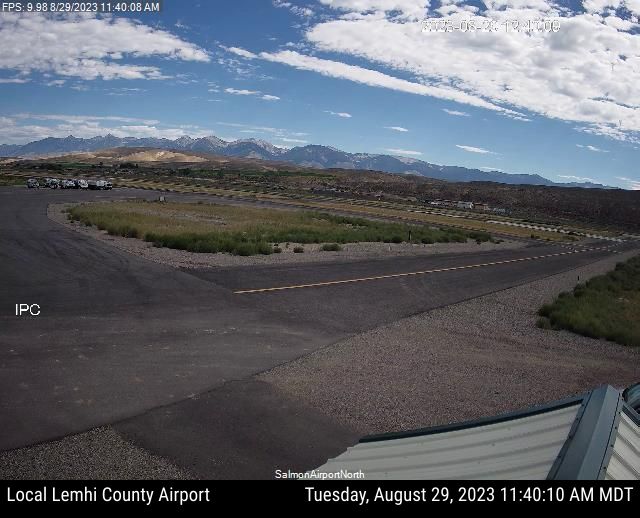 FPS: 9.98 8/29/2023 11:40:08 AM
IPC
SalmonAirportNorth
Local Lemhi County Airport Tuesday, August 29, 2023 11:40:10 AM MDT